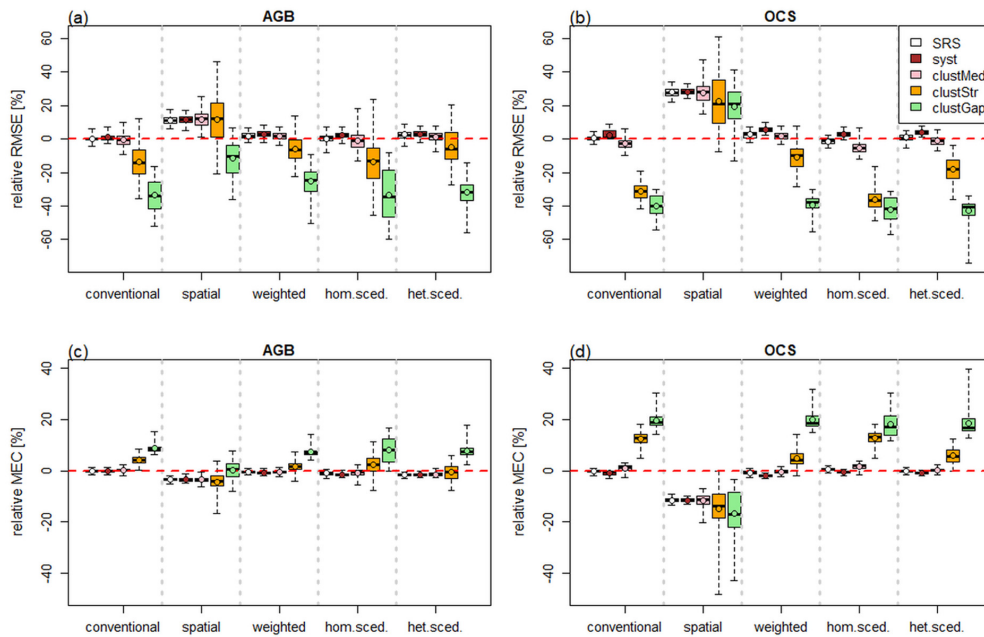 (a) AGB
relative RMSE [%]
60
40
20
0
-20
-40
-60
conventional spatial weighted hom.sced. het.sced.
(b) OCS
relative RMSE [%]
60
40
20
0
-20
-40
-60
SRS
syst
clustMed
clustStr
clustGap
conventional spatial weighted hom.sced. het.sced.
(c) AGB
relative MEC [%]
40
20
0
-20
-40
conventional spatial weighted hom.sced. het.sced.
(d) OCS
relative MEC [%]
40
20
0
-20
-40
conventional spatial weighted hom.sced. het.sced.